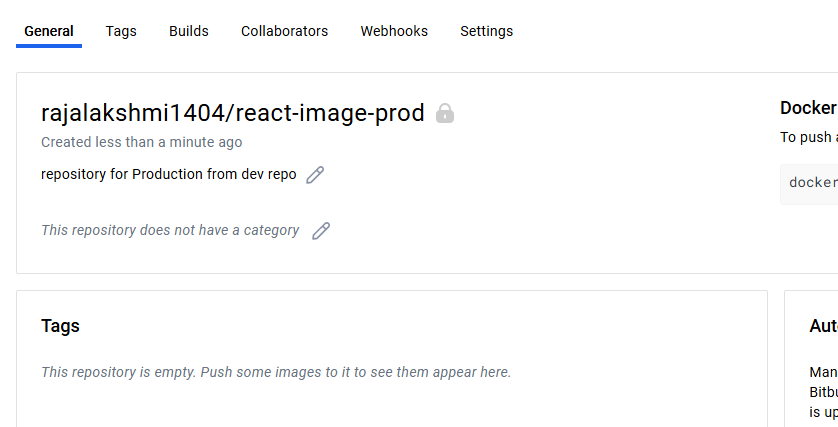 General Tags Builds Collaborators Webhooks Settings
rajalakshmi1404/react-image-prod
Created less than a minute ago
repository for Production from dev repo
This repository does not have a category
Docker
To push
docker
Tags
This repository is empty. Push some images to it to see them appear here.
Aut
Man
Bitbu
is up